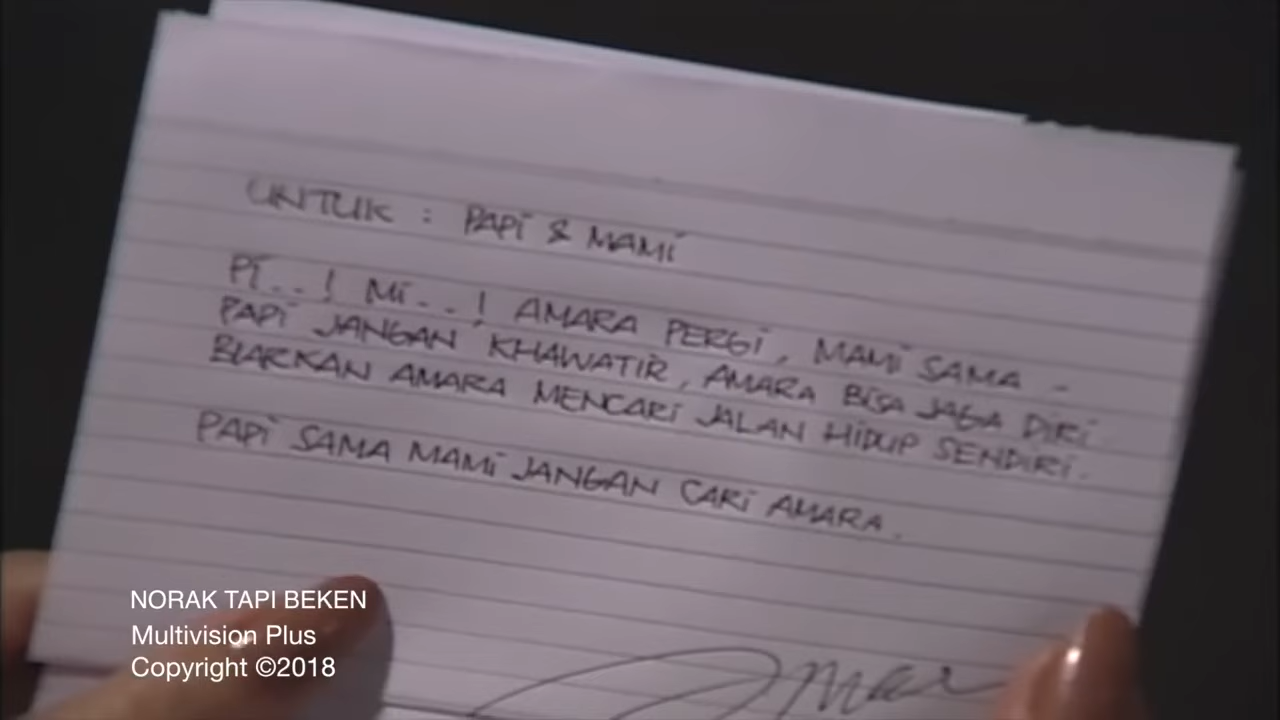 UNTUK : PAPI & MAMI
PI..! MI..! AMARA PERGI, MAMI SAMA -
PAPI JANGAN KHAWATIR, AMARA BISA JAGA DIRI
BIARKAN AMARA MENCARI JALAN HIDUP SENDIRI.
PAPI SAMA MAMI JANGAN CARI AMARA.
NORAK TAPI BEKEN
Multivision Plus
Copyright ©2018